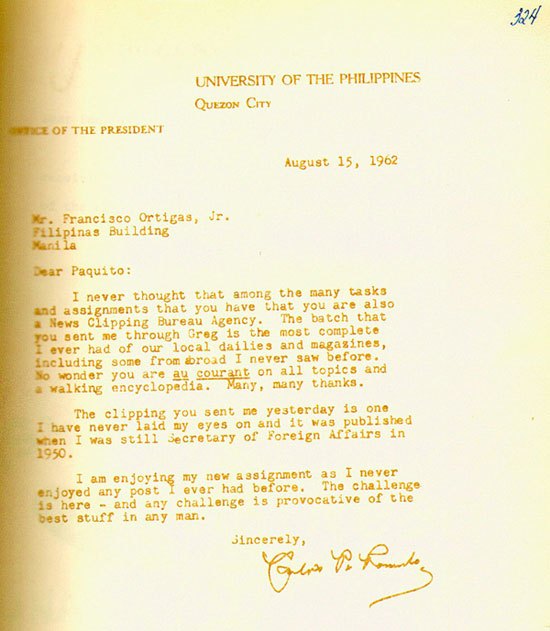 324
UNIVERSITY OF THE PHILIPPINES
QUEZON CITY
OFFICE OF THE PRESIDENT
August 15, 1962
Mr. Francisco Ortigas, Jr.
Filipinas Building
Manila
Dear Paquito:
I never thought that among the many tasks
and assignments that you have that you are also
a News Clipping Bureau Agency. The batch that
you sent me through Greg is the most complete
I ever had of our local dailies and magazines,
including some from abroad I never saw before.
No wonder you are au courant on all topics and
a walking encyclopedia. Many, many thanks.
The clipping you sent me yesterday is one
I have never laid my eyes on and it was published
when I was still Secretary of Foreign Affairs in
1950.
I am enjoying my new assignment as I never
enjoyed any post I ever had before. The challenge
is here - and any challenge is provocative of the
best stuff in any man.
Sincerely,
Carlos P. Romulo